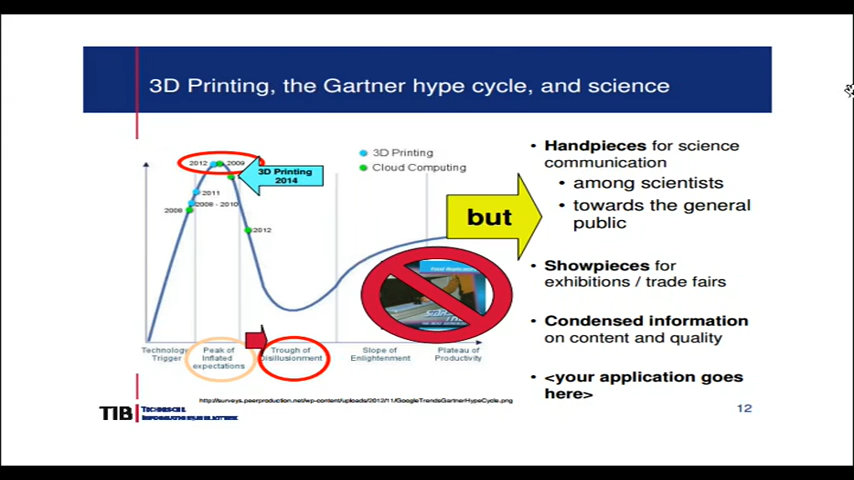 3D Printing, the Gartner hype cycle, and science
3D Printing
Cloud Computing
2012
2009
3D Printing
2014
2011
2008 - 2010
2008
2012
but
Technology
Trigger
Peak of
Inflated
expectations
Trough of
Disillusionment
Slope of
Enlightenment
Plateau of
Productivity
• Handpieces for science
communication
• among scientists
• towards the general
public
• Showpieces for
exhibitions / trade fairs
• Condensed information
on content and quality
• <your application goes
here>
http://surveys.peerproduction.net/wp-content/uploads/2012/11/GoogleTrendsGartnerHypeCycle.png
TIB
12